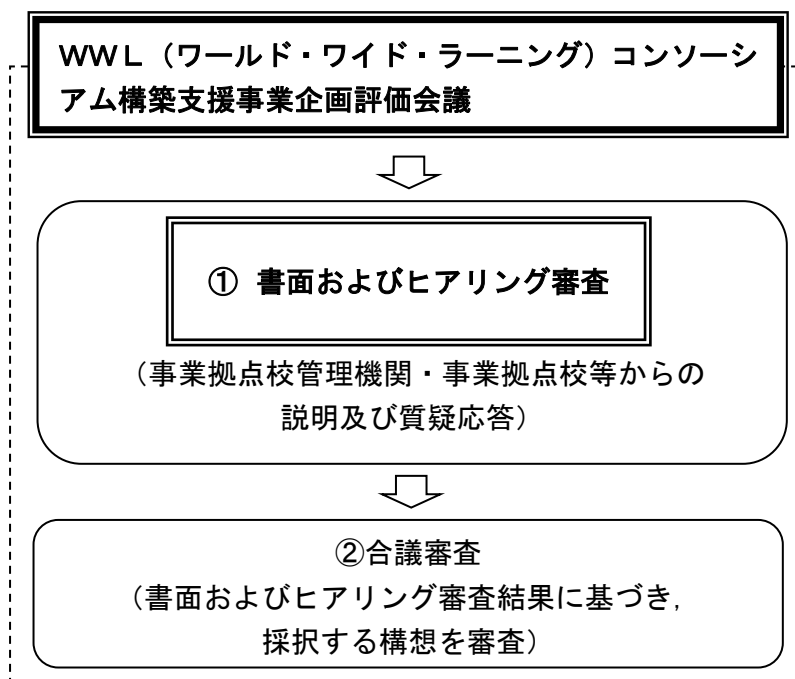 WWL（ワールド・ワイド・ラーニング）コンソーシ
アム構築支援事業企画評価会議
① 書面およびヒアリング審査
（事業拠点校管理機関・事業拠点校等からの
説明及び質疑応答）
②合議審査
（書面およびヒアリング審査結果に基づき，
採択する構想を審査）